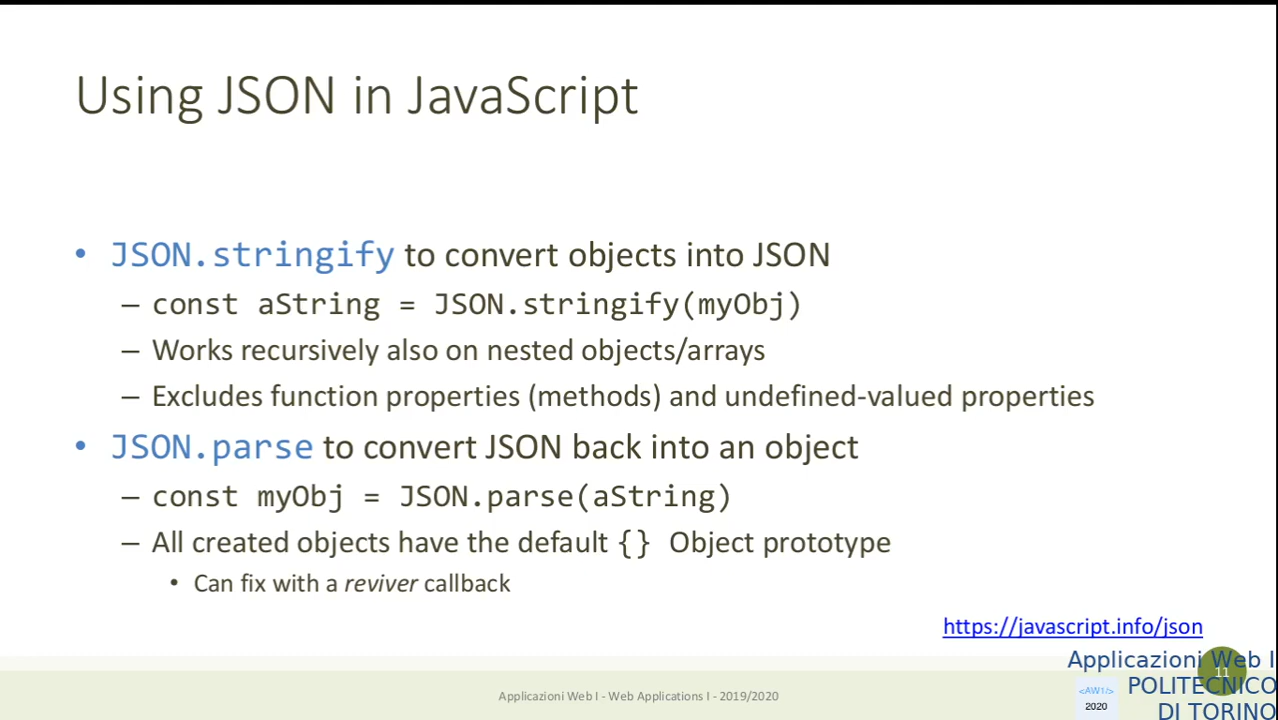 Using JSON in JavaScript
• JSON.stringify to convert objects into JSON
– const aString = JSON.stringify(myObj)
– Works recursively also on nested objects/arrays
– Excludes function properties (methods) and undefined-valued properties
• JSON.parse to convert JSON back into an object
– const myObj = JSON.parse(aString)
– All created objects have the default {} Object prototype
• Can fix with a reviver callback
https://javascript.info/json
Applicazioni Web I
11
POLITECNICO
DI TORINO
<AW1/>
2020
Applicazioni Web I - Web Applications I - 2019/2020